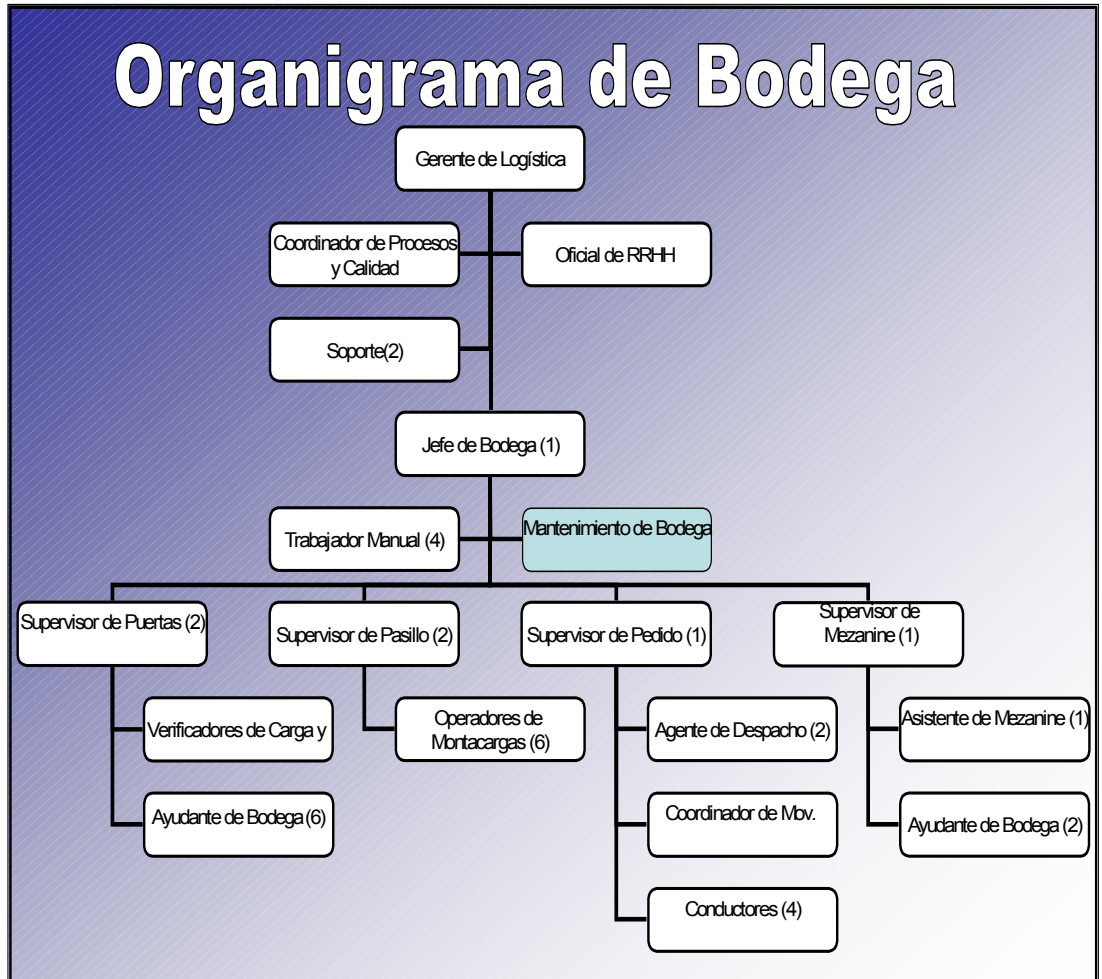 Organigrama de Bodega
Gerente de Logística
Coordinador de Procesos
y Calidad
Oficial de RRHH
Soporte(2)
Jefe de Bodega (1)
Trabajador Manual (4)
Mantenimiento de Bodega
Supervisor de Puertas (2)
Supervisor de Pasillo (2)
Supervisor de Pedido (1)
Supervisor de
Mezanine (1)
Verificadores de Carga y
Operadores de
Montacargas (6)
Agente de Despacho (2)
Asistente de Mezanine (1)
Ayudante de Bodega (6)
Coordinador de Mov.
Ayudante de Bodega (2)
Conductores (4)